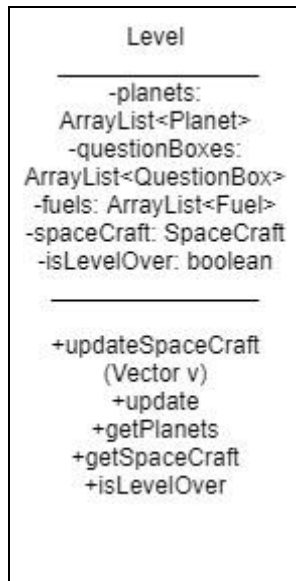 Level
-planets:
ArrayList<Planet>
-questionBoxes:
ArrayList<QuestionBox>
-fuels: ArrayList<Fuel>
-spaceCraft: SpaceCraft
-isLevelOver: boolean
+updateSpaceCraft
(Vector v)
+update
+getPlanets
+getSpaceCraft
+isLevelOver